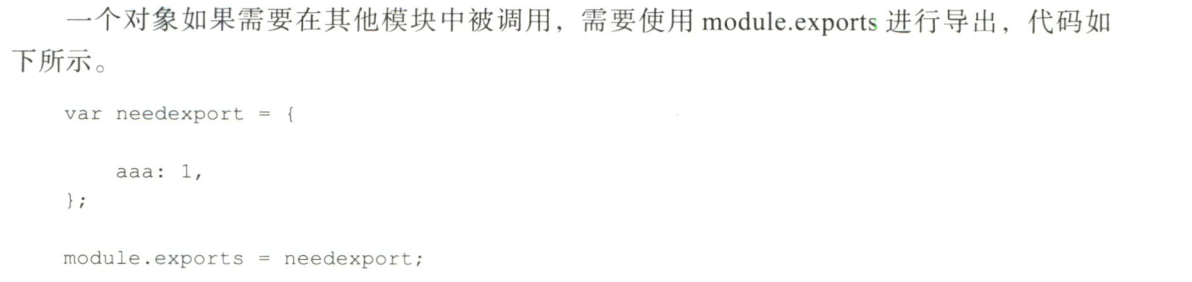 一个对象如果需要在其他模块中被调用，需要使用 module.exports 进行导出，代码如
下所示。
var needexport = {
aaa: 1,
};
module.exports = needexport;